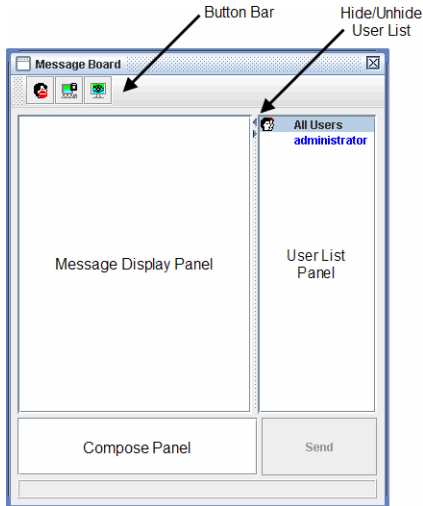 Button Bar
Hide/Unhide
User List
Message Board
All Users
administrator
Message Display Panel
User List
Panel
Compose Panel
Send